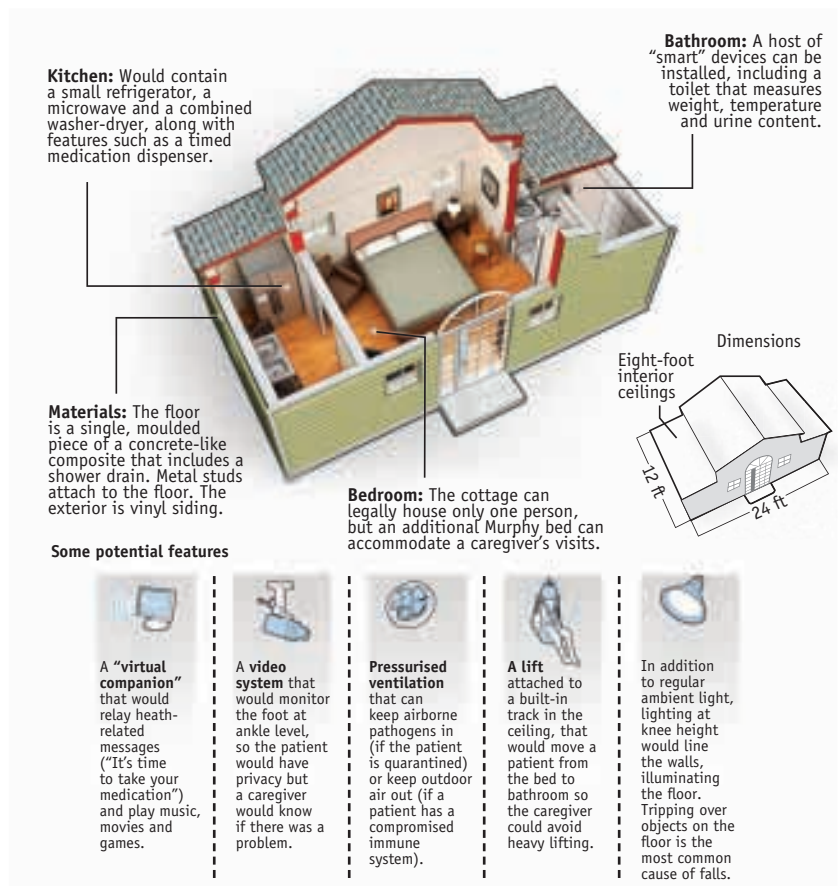 Kitchen: Would contain
a small refrigerator, a
microwave and a combined
washer-dryer, along with
features such as a timed
medication dispenser.
Bathroom: A host of
“smart” devices can be
installed, including a
toilet that measures
weight, temperature
and urine content.
Materials: The floor
is a single, moulded
piece of a concrete-like
composite that includes a
shower drain. Metal studs
attach to the floor. The
exterior is vinyl siding.
Bedroom: The cottage can
legally house only one person,
but an additional Murphy bed can
accommodate a caregiver’s visits.
Dimensions
Eight-foot
interior
ceilings
12 ft
24 ft
Some potential features
A “virtual
companion”
that would
relay heath-
related
messages
(“It’s time
to take your
medication”)
and play music,
movies and
games.
A video
system that
would monitor
the foot at
ankle level,
so the patient
would have
privacy but
a caregiver
would know
if there was a
problem.
Pressurised
ventilation
that can
keep airborne
pathogens in
(if the patient
is quarantined)
or keep outdoor
air out (if a
patient has a
compromised
immune
system).
A lift
attached to
a built-in
track in the
ceiling, that
would move a
patient from
the bed to
bathroom so
the caregiver
could avoid
heavy lifting.
In addition
to regular
ambient light,
lighting at
knee height
would line
the walls,
illuminating
the floor.
Tripping over
objects on the
floor is the
most common
cause of falls.